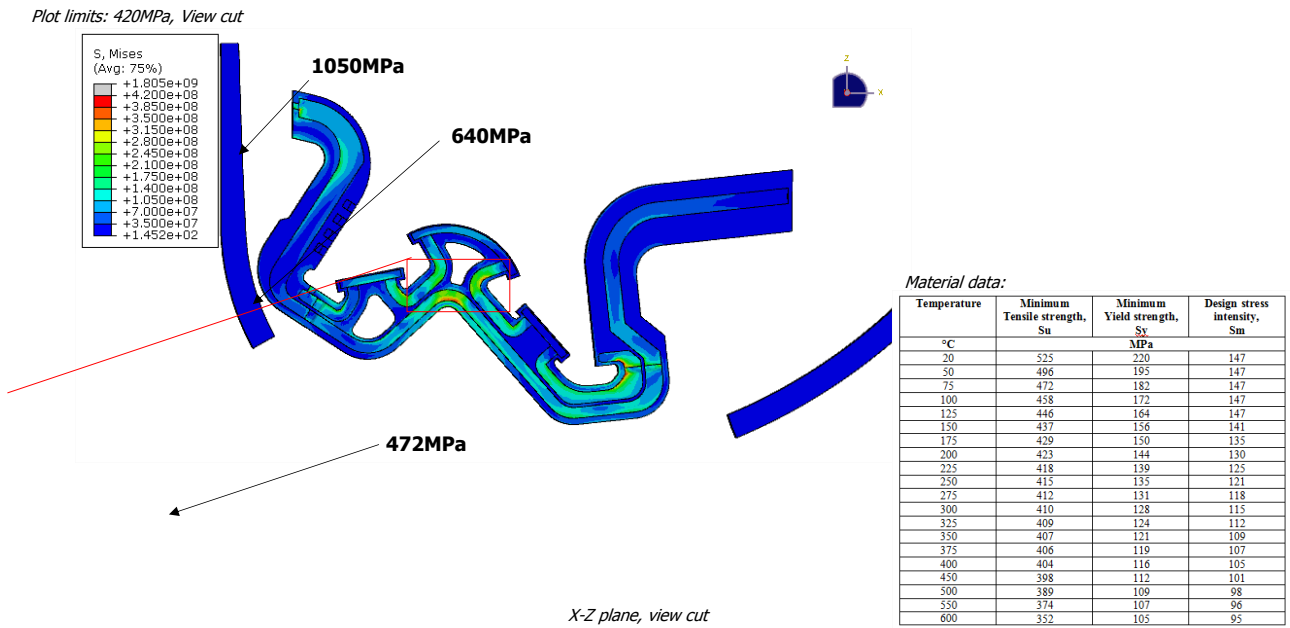 Plot limits: 420MPa, View cut
S, Mises
(Avg: 75%)
+1.805e+09
+4.200e+08
+3.850e+08
+3.500e+08
+3.150e+08
+2.800e+08
+2.450e+08
+2.100e+08
+1.750e+08
+1.400e+08
+1.050e+08
+7.000e+07
+3.500e+07
+1.452e+02
1050MPa
640MPa
472MPa
z
x
X-Z plane, view cut
Material data:
Temperature Minimum Tensile strength, Su Minimum Yield strength, Sy Design stress intensity, Sm
°C MPa
20 525 220 147
50 496 195 147
75 472 182 147
100 458 172 147
125 446 164 147
150 437 156 141
175 429 150 135
200 423 144 130
225 418 139 125
250 415 135 121
275 412 131 118
300 410 128 115
325 409 124 112
350 407 121 109
375 406 119 107
400 404 116 105
450 398 112 101
500 389 109 98
550 374 107 96
600 352 105 95